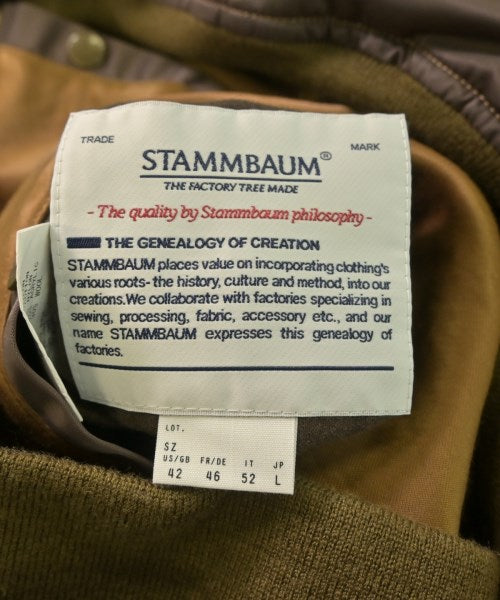 TRADE MARK
STAMMBAUM®
THE FACTORY TREE MADE
- The quality by Stammbaum philosophy -
THE GENEALOGY OF CREATION
STAMMBAUM places value on incorporating clothing's
various roots- the history, culture and method, into our
creations.We collaborate with factories specializing in
sewing, processing, fabric, accessory etc., and our
name STAMMBAUM expresses this genealogy of
factories.
LOT.
SZ
US/GB FR/DE IT JP
42 46 52 L